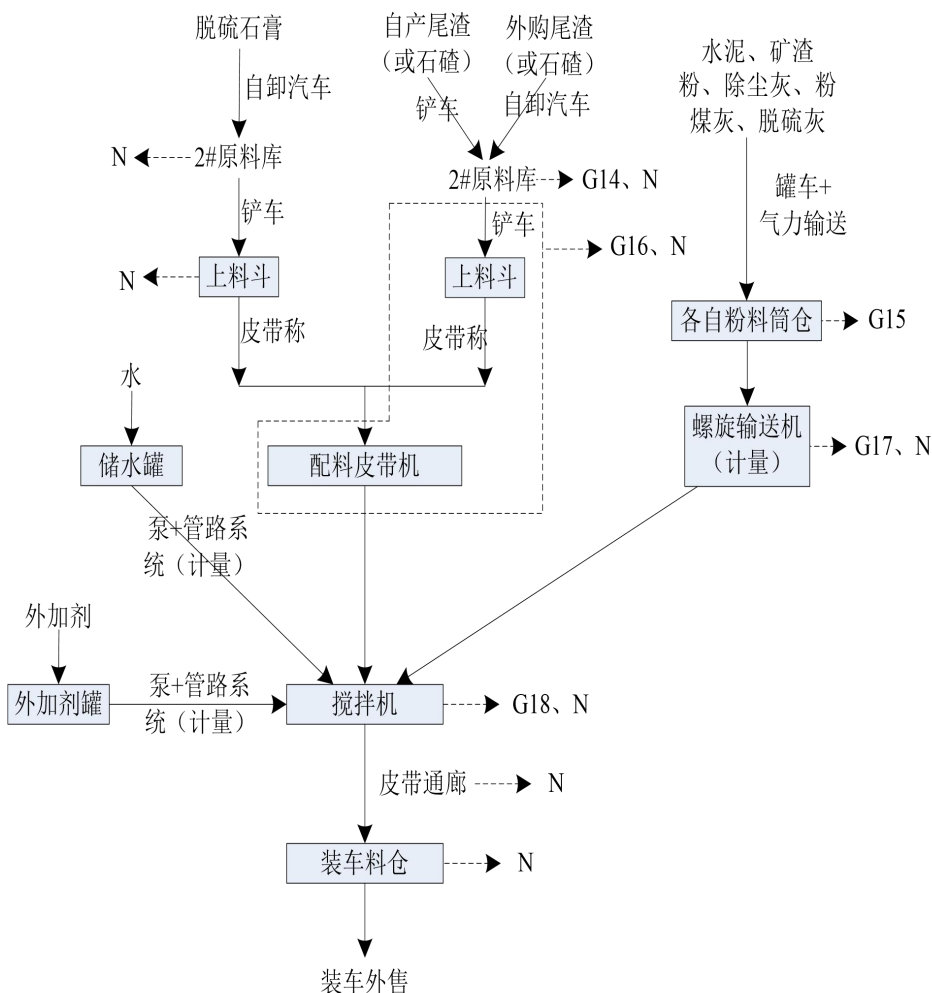 脱硫石膏
自产尾渣
(或石碴)
外购尾渣
(或石碴)
水泥、矿渣
粉、除尘灰、粉
煤灰、脱硫灰
自卸汽车
铲车
自卸汽车
N
2#原料库
2#原料库
G14、N
罐车+
气力输送
铲车
铲车
G16、N
N
上料斗
上料斗
各自粉料筒仓
G15
皮带称
皮带称
水
储水罐
配料皮带机
螺旋输送机
(计量)
G17、N
泵+管路系
统(计量)
外加剂
外加剂罐
泵+管路系
统(计量)
搅拌机
G18、N
皮带通廊
N
装车料仓
N
装车外售